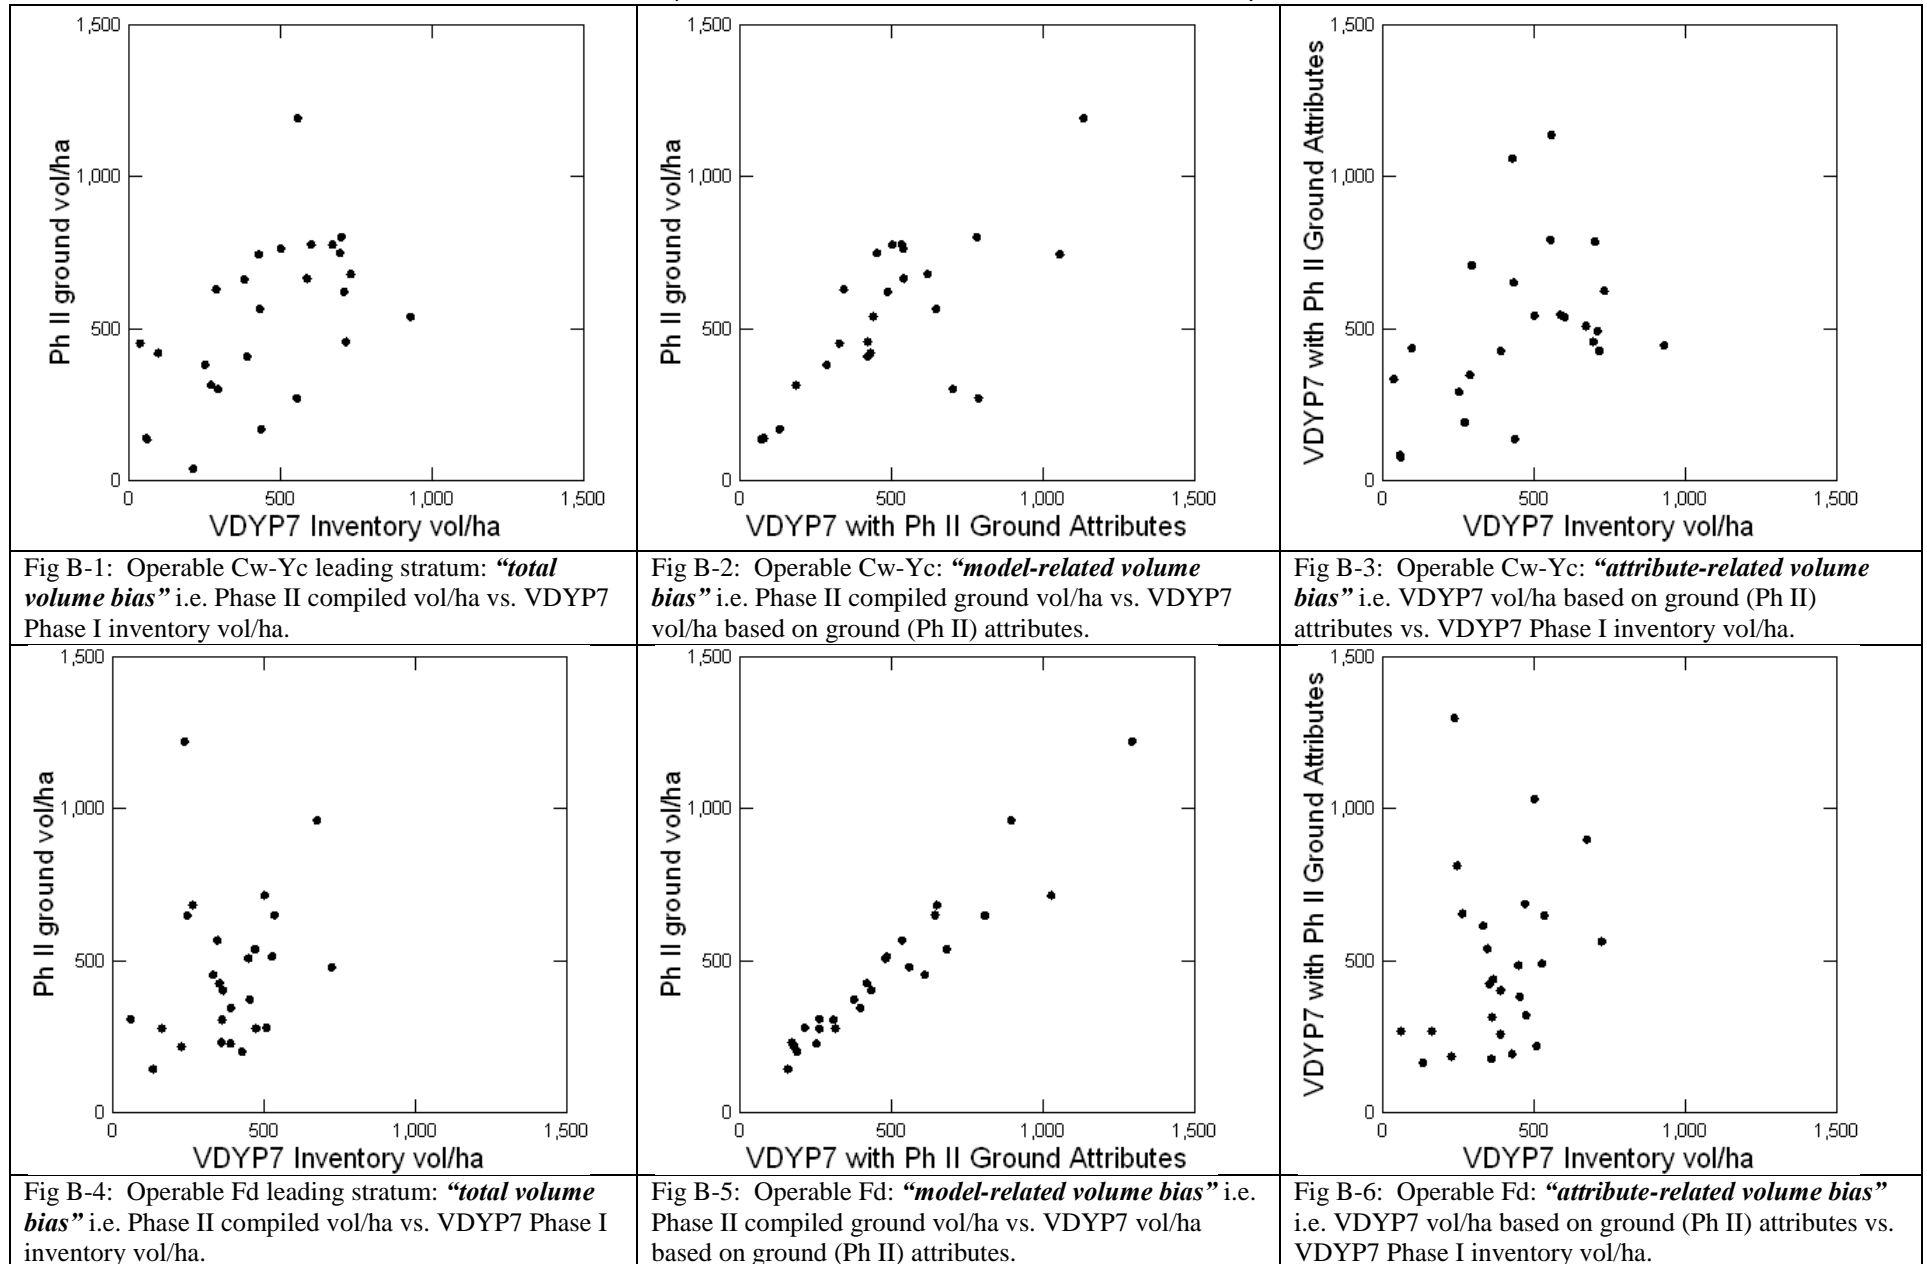 1,500
1,000
500
0
Ph II ground vol/ha
0 500 1,000 1,500
VDYP7 Inventory vol/ha
Fig B-1: Operable Cw-Yc leading stratum: “total
volume bias” i.e. Phase II compiled vol/ha vs. VDYP7
Phase I inventory vol/ha.
1,500
1,000
500
0
Ph II ground vol/ha
0 500 1,000 1,500
VDYP7 with Ph II Ground Attributes
Fig B-2: Operable Cw-Yc: “model-related volume
bias” i.e. Phase II compiled ground vol/ha vs. VDYP7
vol/ha based on ground (Ph II) attributes.
1,500
1,000
500
0
VDYP7 with Ph II Ground Attributes
0 500 1,000 1,500
VDYP7 Inventory vol/ha
Fig B-3: Operable Cw-Yc: “attribute-related volume
bias” i.e. VDYP7 vol/ha based on ground (Ph II)
attributes vs. VDYP7 Phase I inventory vol/ha.
1,500
1,000
500
0
Ph II ground vol/ha
0 500 1,000 1,500
VDYP7 Inventory vol/ha
Fig B-4: Operable Fd leading stratum: “total volume
bias” i.e. Phase II compiled vol/ha vs. VDYP7 Phase I
inventory vol/ha.
1,500
1,000
500
0
Ph II ground vol/ha
0 500 1,000 1,500
VDYP7 with Ph II Ground Attributes
Fig B-5: Operable Fd: “model-related volume bias” i.e.
Phase II compiled ground vol/ha vs. VDYP7 vol/ha
based on ground (Ph II) attributes.
1,500
1,000
500
0
VDYP7 with Ph II Ground Attributes
0 500 1,000 1,500
VDYP7 Inventory vol/ha
Fig B-6: Operable Fd: “attribute-related volume bias”
i.e. VDYP7 vol/ha based on ground (Ph II) attributes vs.
VDYP7 Phase I inventory vol/ha.